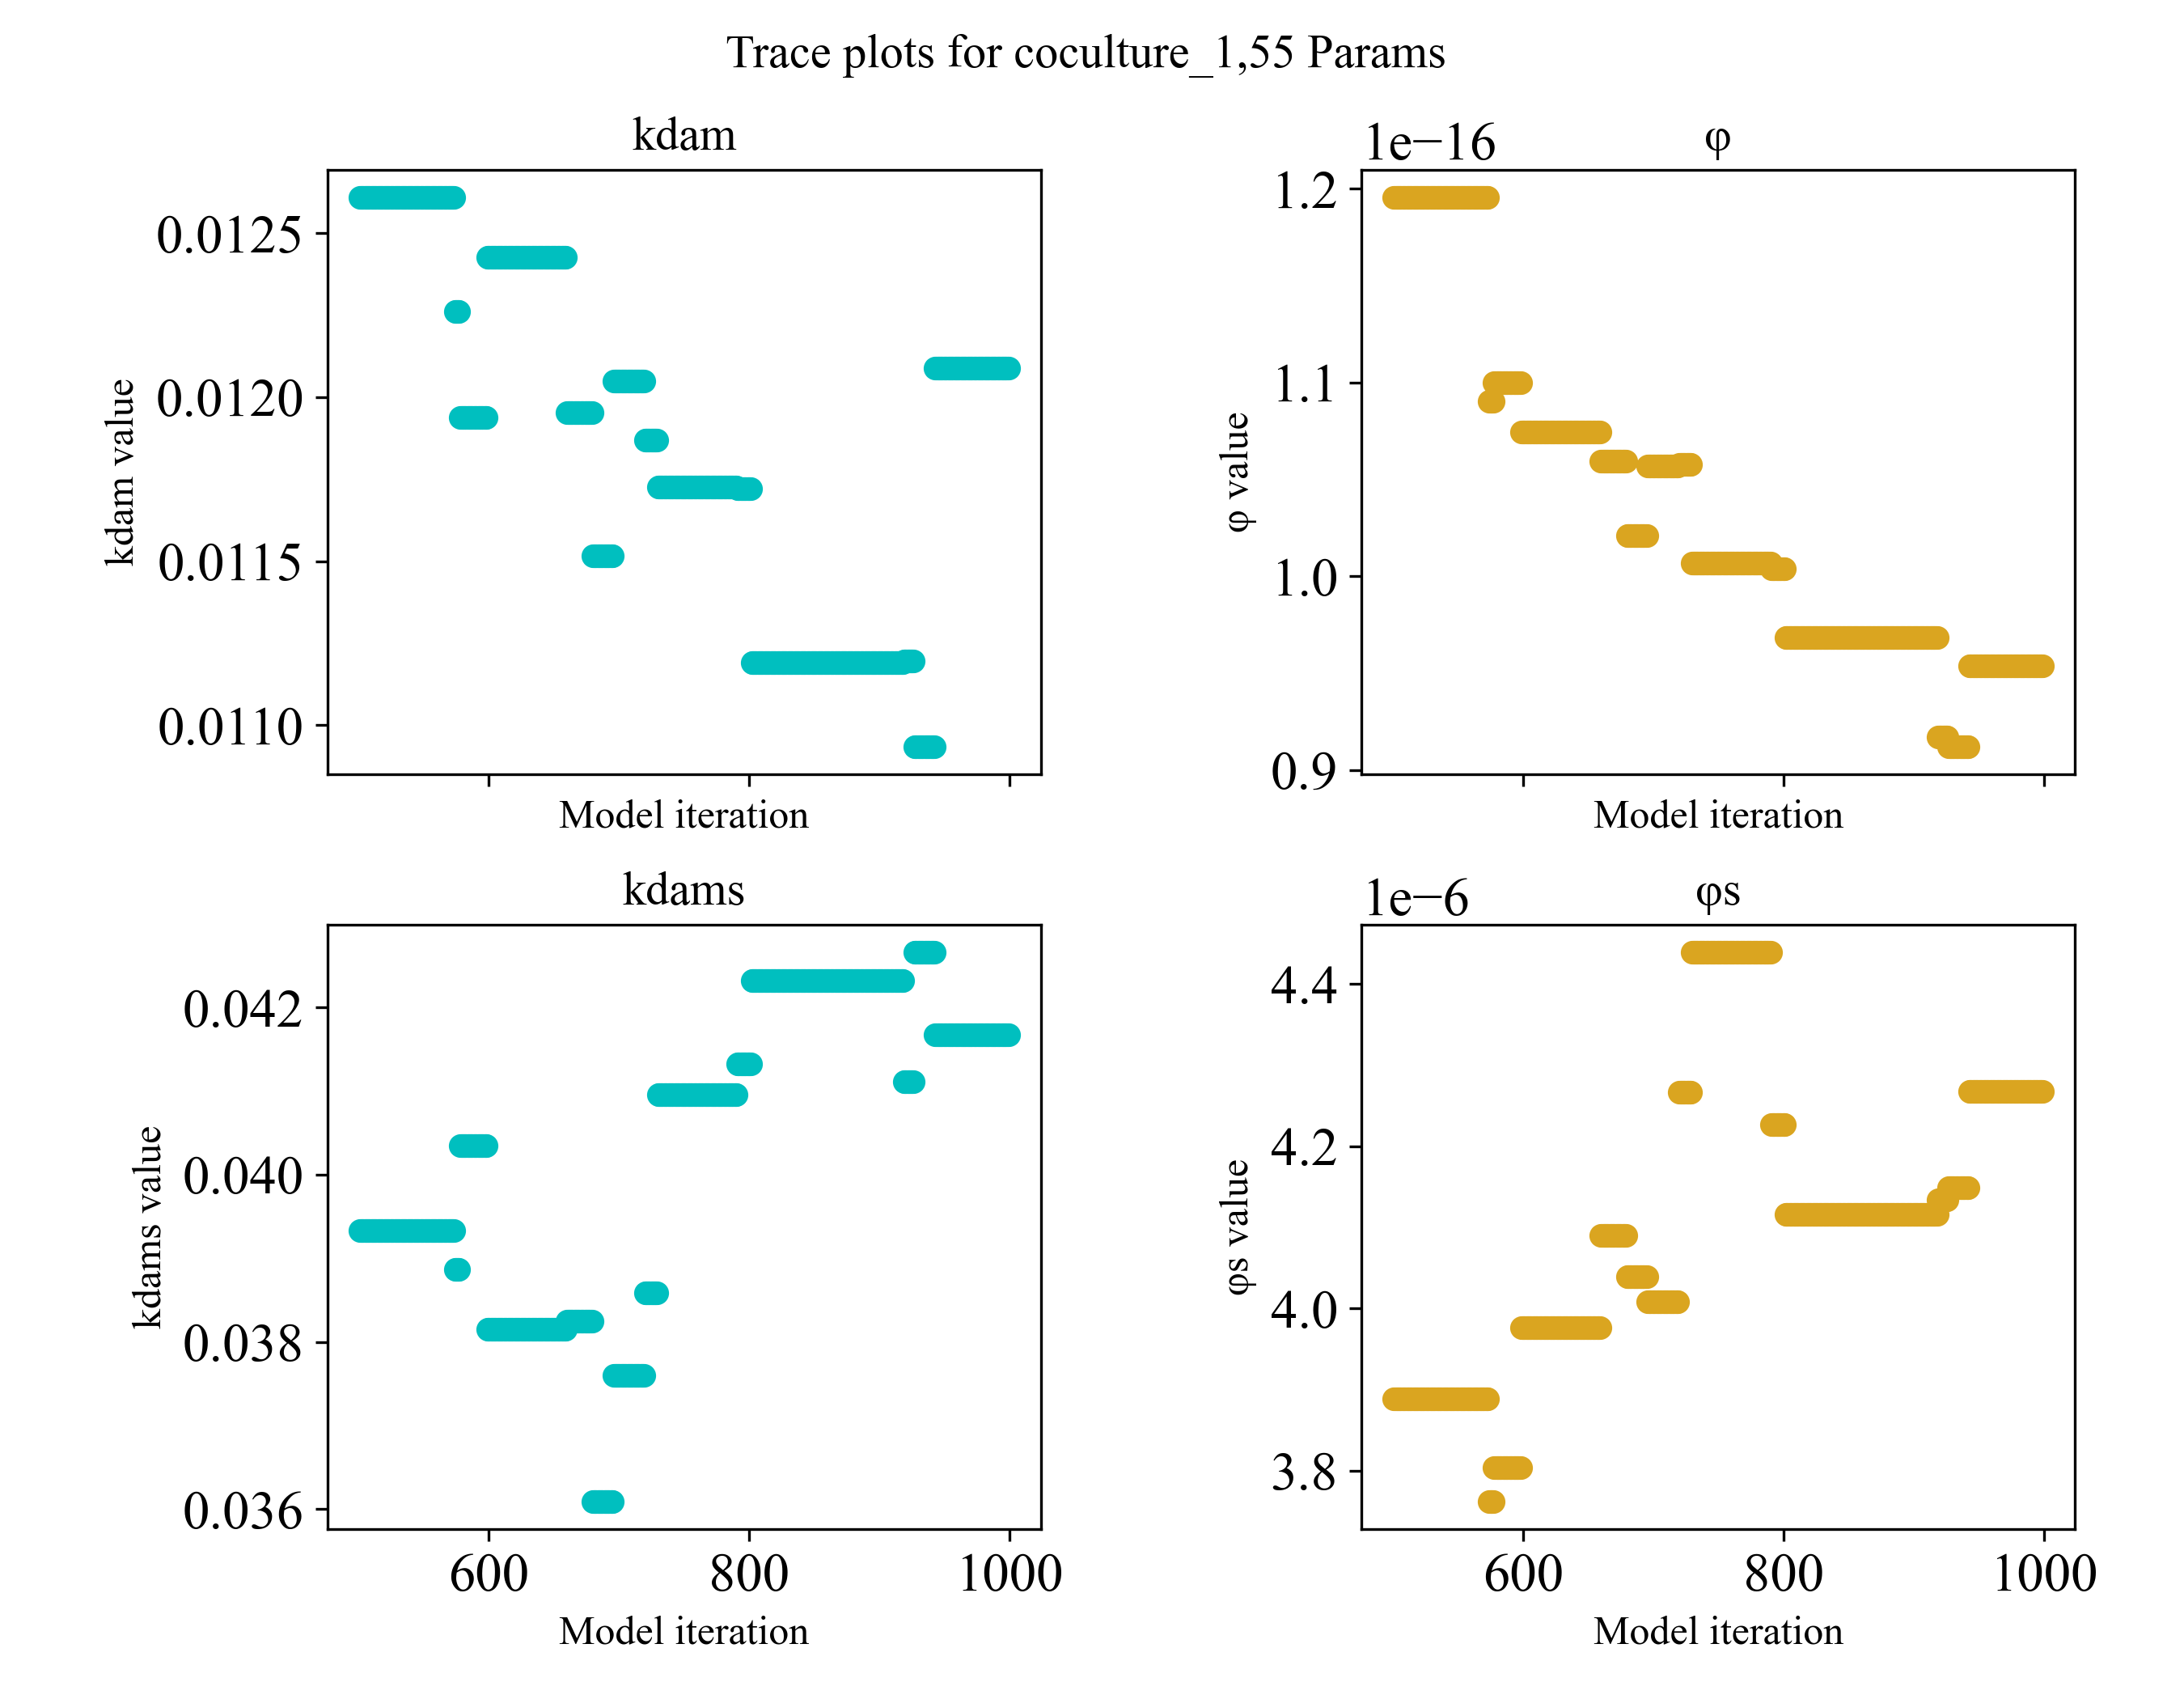 Trace plots for coculture_1,55 Params
kdam
kdam value
0.0125
0.0120
0.0115
0.0110
Model iteration
1e−16
φ
φ value
1.2
1.1
1.0
0.9
Model iteration
kdams
kdams value
0.042
0.040
0.038
0.036
600 800 1000
Model iteration
1e−6
φs
φs value
4.4
4.2
4.0
3.8
600 800 1000
Model iteration